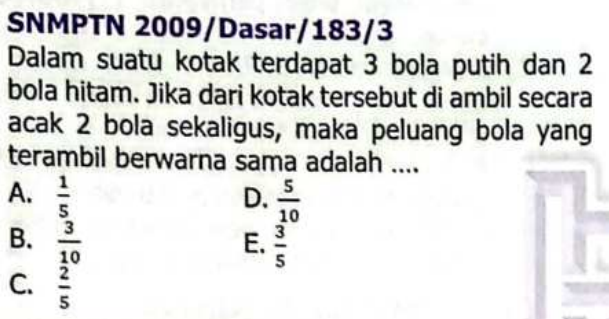 SNMPTN 2009/Dasar/183/3
Dalam suatu kotak terdapat 3 bola putih dan 2
bola hitam. Jika dari kotak tersebut di ambil secara
acak 2 bola sekaligus, maka peluang bola yang
terambil berwarna sama adalah ....
A. 1/5
B. 3/10
C. 2/5
D. 5/10
E. 3/5